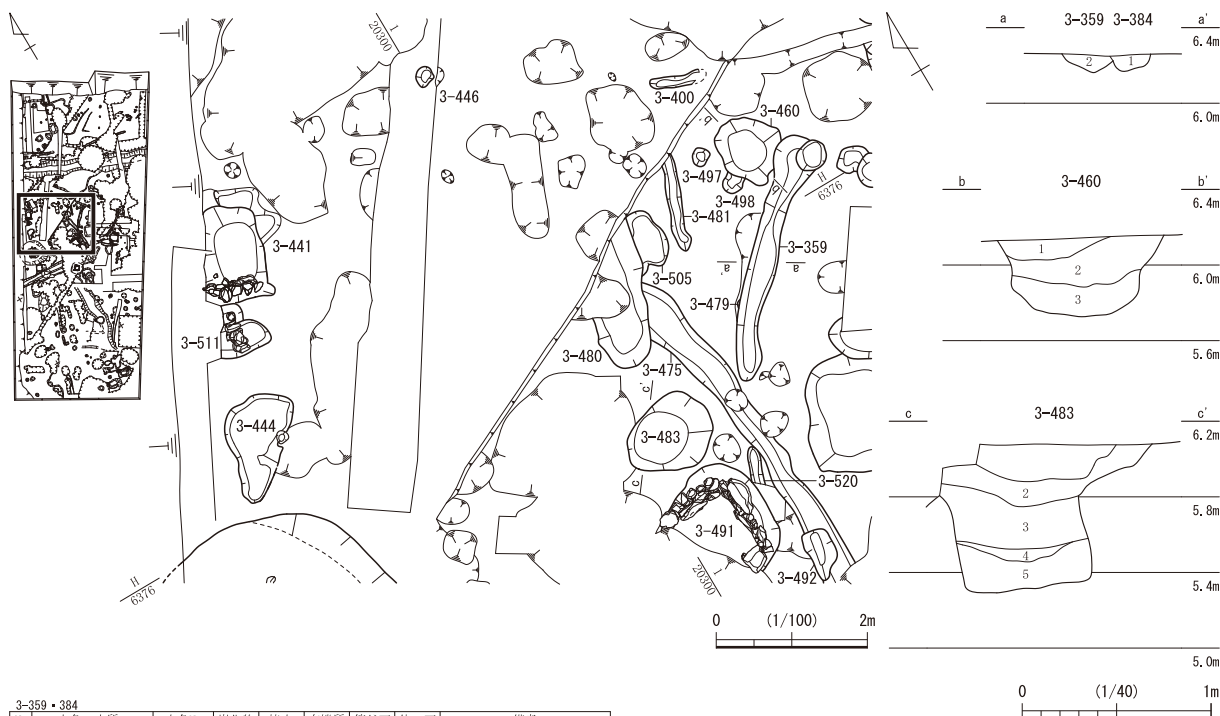 3-446
3-400
3-460
3-497
3-498
3-481
3-441
3-359
3-505
3-479
3-511
3-480
3-475
3-483
3-444
3-520
3-491
3-492
20300
20300
H
6376
H
6376
I
I
a
a'
b
b'
c
c'
0 (1/100) 2m
a 3-359 3-384 a'
6.4m
2 1
6.0m
b 3-460 b'
6.4m
1
2
6.0m
3
5.6m
c 3-483 c'
6.2m
2
5.8m
3
4
5
5.4m
5.0m
0 (1/40) 1m
3-359・384